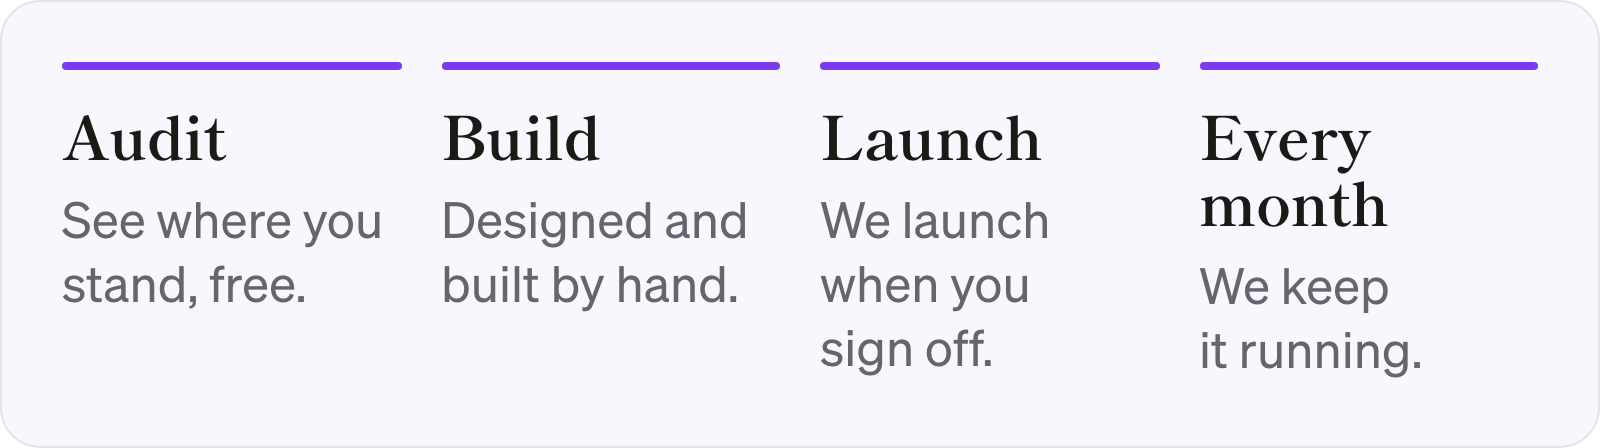 Audit
See where you
stand, free.
Build
Designed and
built by hand.
Launch
We launch
when you
sign off.
Every
month
We keep
it running.